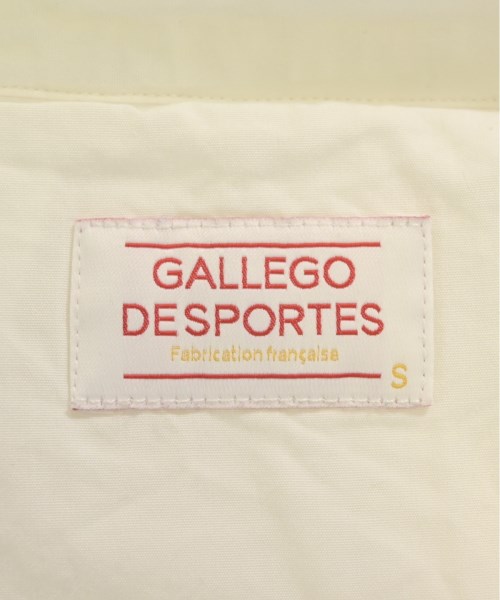 GALLEGO
DESPORTES
Fabrication française
S